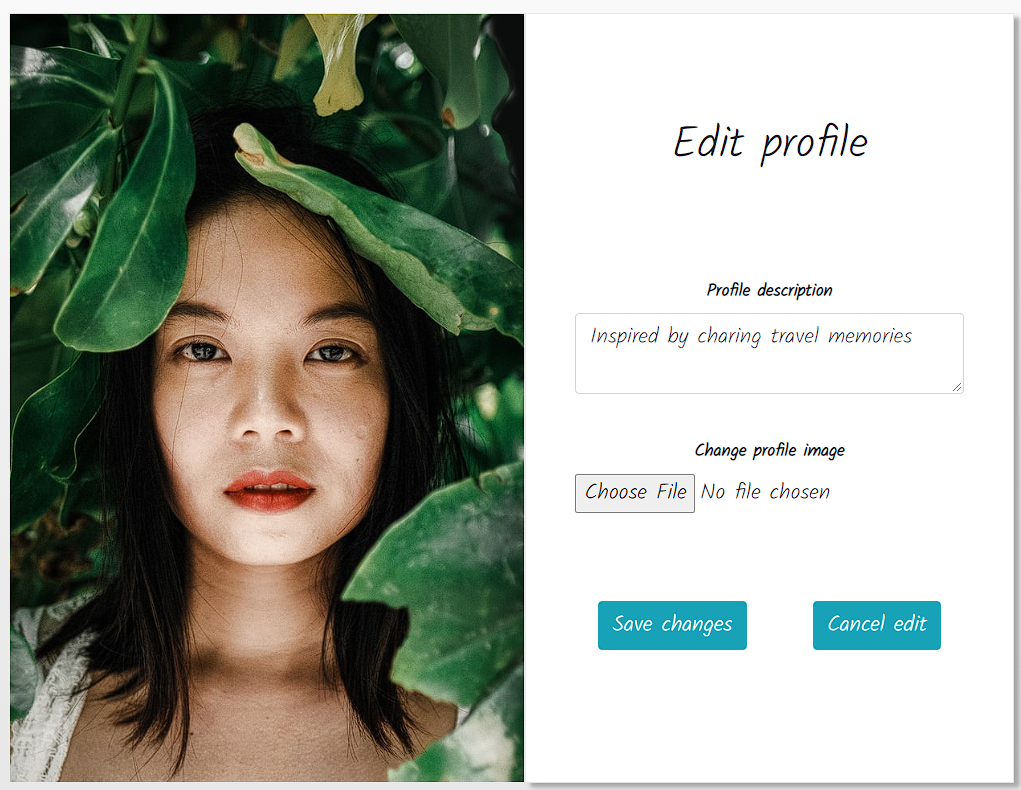 Edit profile
Profile description
Inspired by charing travel memories
Change profile image
Choose File No file chosen
Save changes Cancel edit